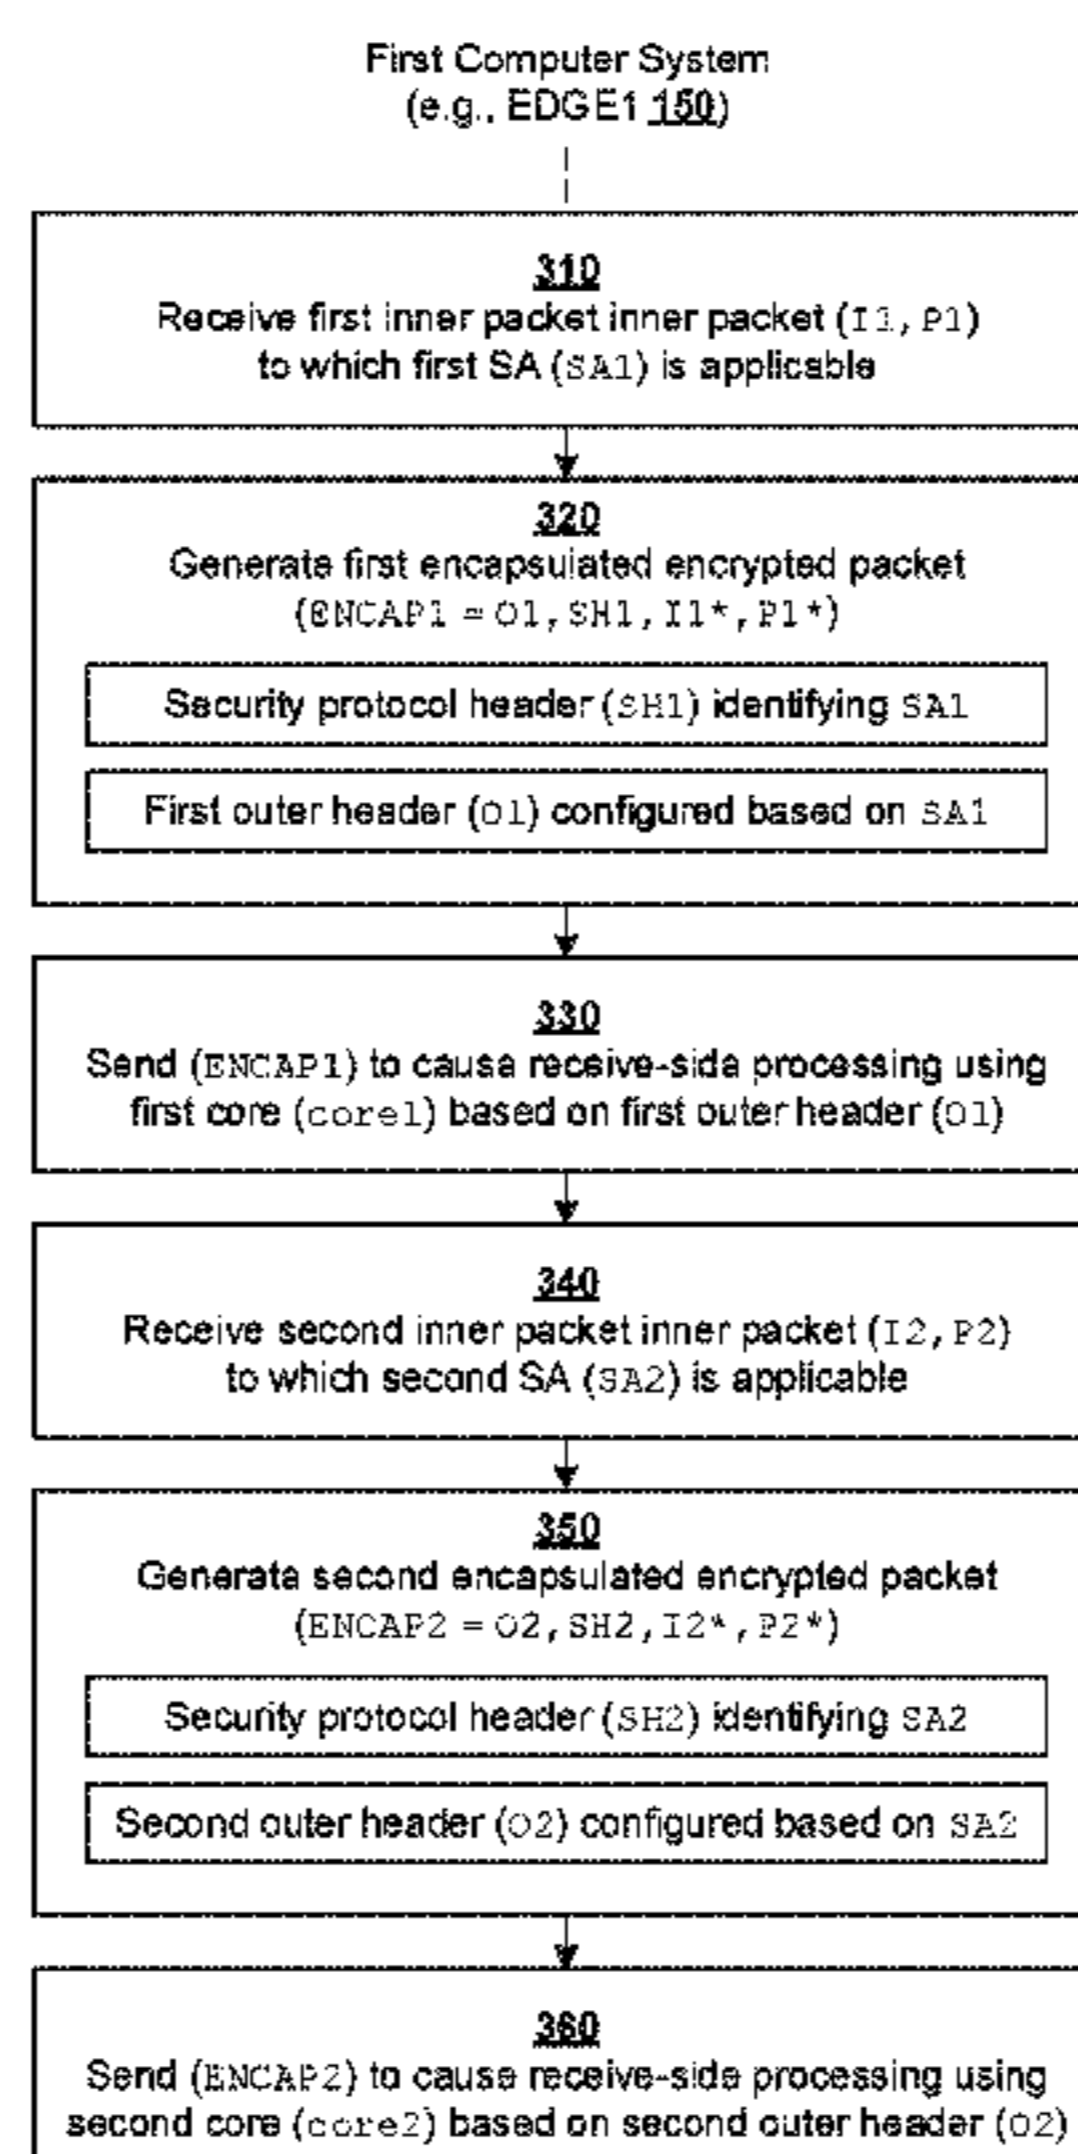 First Computer System
(e.g., EDGE1 150)
310
Receive first inner packet inner packet (I1, P1)
to which first SA (SA1) is applicable
320
Generate first encapsulated encrypted packet
(ENCAP1 = O1, SH1, I1*, P1*)
Security protocol header (SH1) identifying SA1
First outer header (O1) configured based on SA1
330
Send (ENCAP1) to cause receive-side processing using
first core (core1) based on first outer header (O1)
340
Receive second inner packet inner packet (I2, P2)
to which second SA (SA2) is applicable
350
Generate second encapsulated encrypted packet
(ENCAP2 = O2, SH2, I2*, P2*)
Security protocol header (SH2) identifying SA2
Second outer header (O2) configured based on SA2
360
Send (ENCAP2) to cause receive-side processing using
second core (core2) based on second outer header (O2)